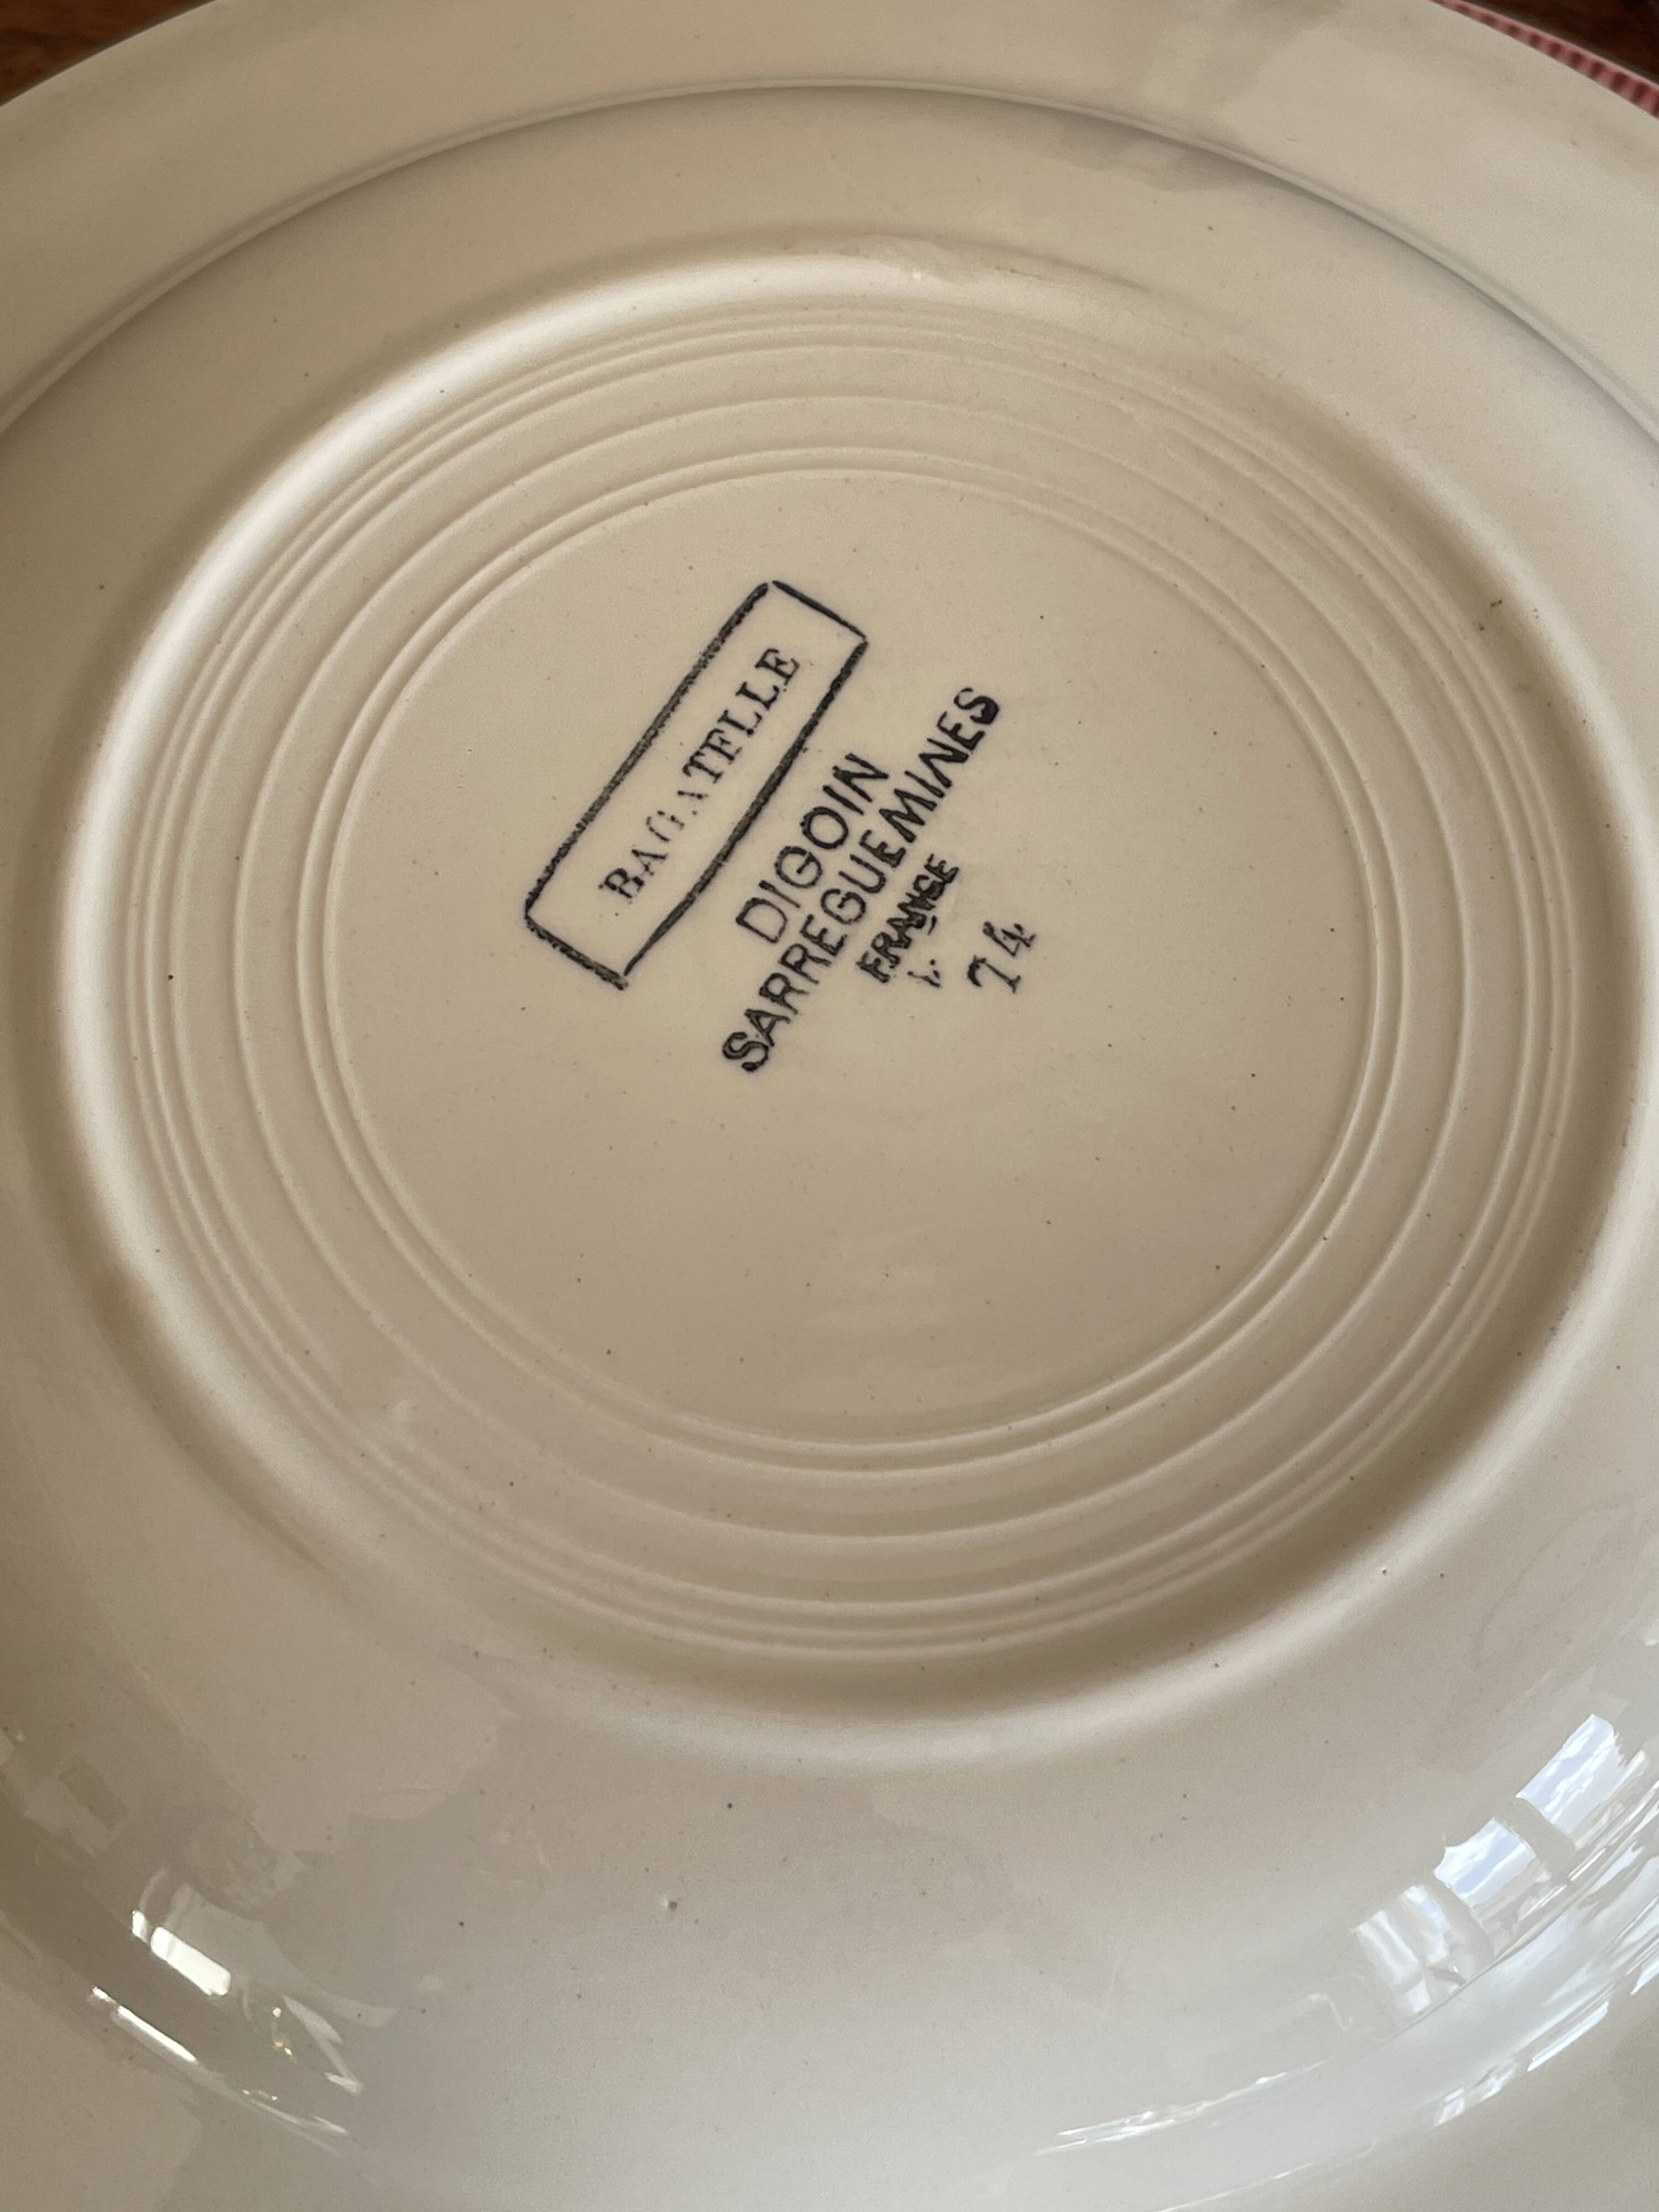 BAGATELLE
DIGOIN
SARREGUEMINES
FRANCE
74